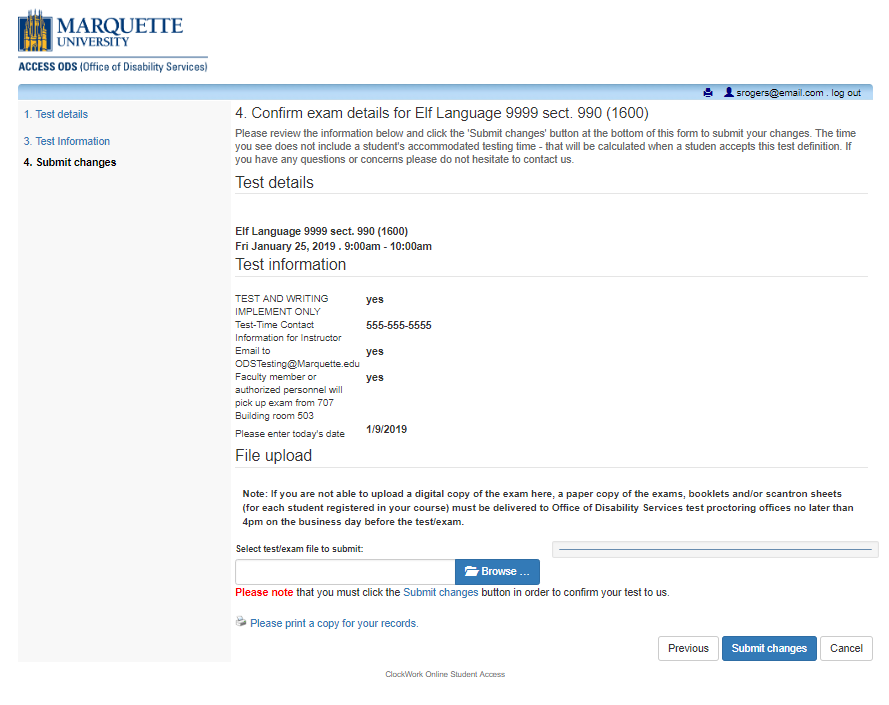 MARQUETTE
UNIVERSITY
ACCESS ODS (Office of Disability Services)
srogers@email.com . log out
1. Test details
3. Test Information
4. Submit changes
4. Confirm exam details for Elf Language 9999 sect. 990 (1600)
Please review the information below and click the 'Submit changes' button at the bottom of this form to submit your changes. The time
you see does not include a student's accommodated testing time - that will be calculated when a studen accepts this test definition. If
you have any questions or concerns please do not hesitate to contact us.
Test details
Elf Language 9999 sect. 990 (1600)
Fri January 25, 2019 . 9:00am - 10:00am
Test information
TEST AND WRITING yes
IMPLEMENT ONLY
Test-Time Contact 555-555-5555
Information for Instructor
Email to yes
ODSTesting@Marquette.edu
Faculty member or yes
authorized personnel will
pick up exam from 707
Building room 503
Please enter today's date 1/9/2019
File upload
Note: If you are not able to upload a digital copy of the exam here, a paper copy of the exams, booklets and/or scantron sheets
(for each student registered in your course) must be delivered to Office of Disability Services test proctoring offices no later than
4pm on the business day before the test/exam.
Select test/exam file to submit:
Browse ...
Please note that you must click the Submit changes button in order to confirm your test to us.
Please print a copy for your records.
Previous Submit changes Cancel
ClockWork Online Student Access